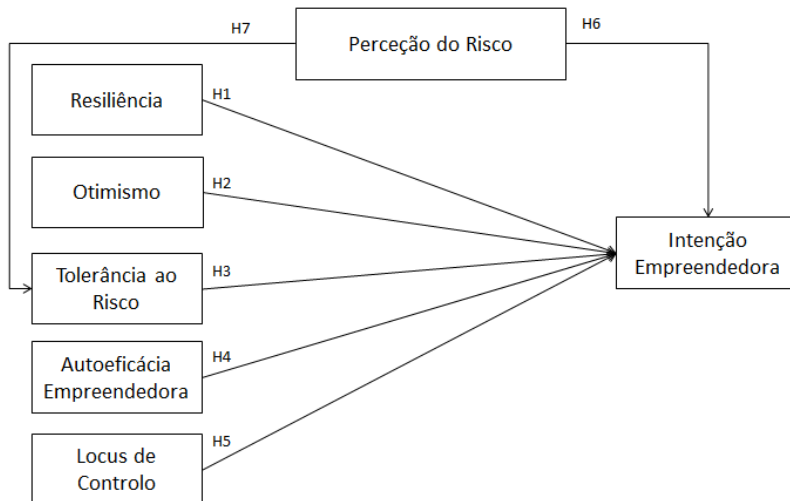 H7
Perceção do Risco
H6
Resiliência
H1
Otimismo
H2
Tolerância ao
Risco
H3
Intenção
Empreendedora
Autoeficácia
Empreendedora
H4
Locus de
Controlo
H5